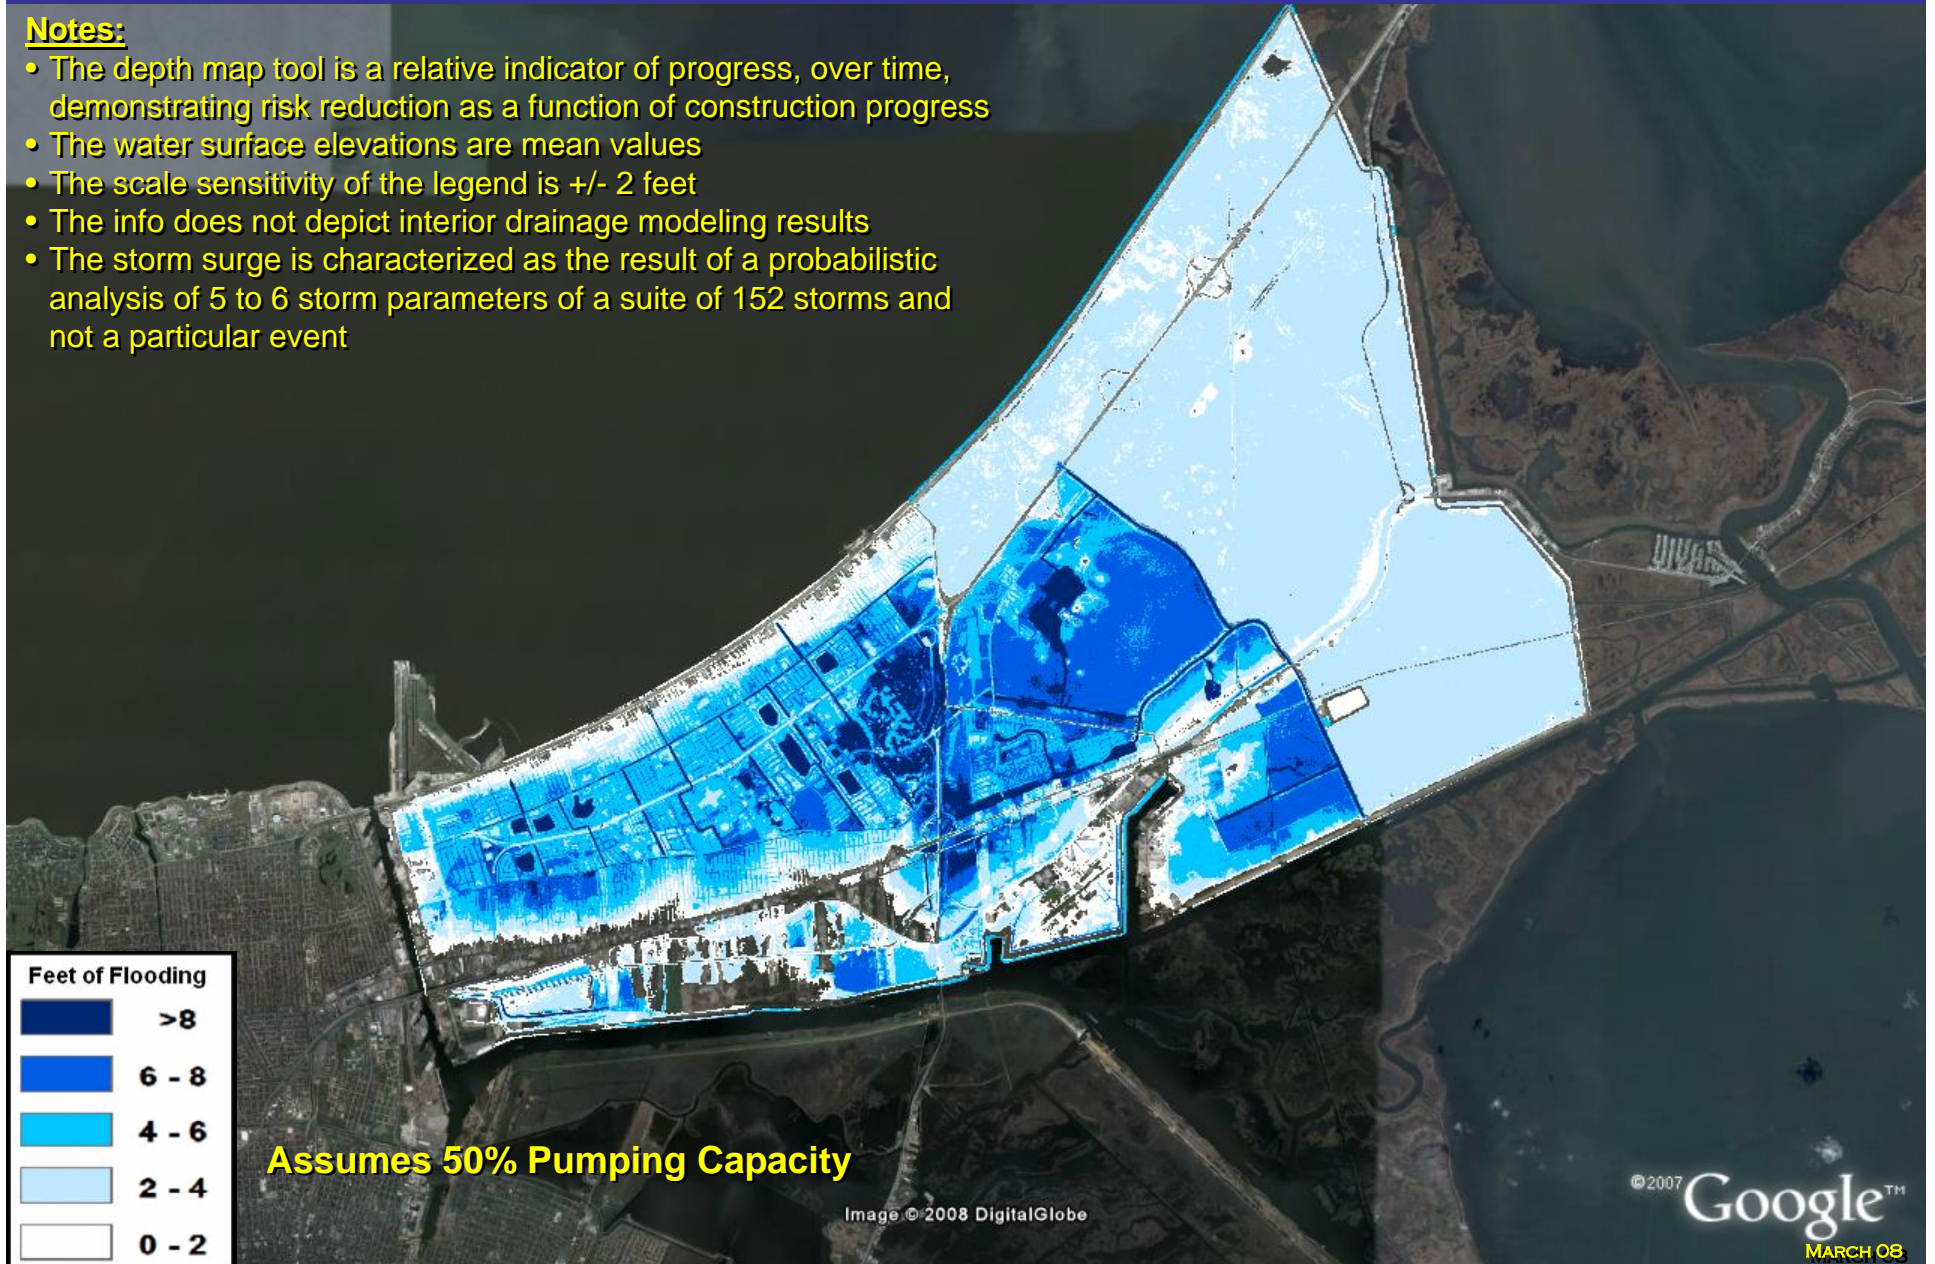 Notes:
• The depth map tool is a relative indicator of progress, over time,
demonstrating risk reduction as a function of construction progress
• The water surface elevations are mean values
• The scale sensitivity of the legend is +/- 2 feet
• The info does not depict interior drainage modeling results
• The storm surge is characterized as the result of a probabilistic
analysis of 5 to 6 storm parameters of a suite of 152 storms and
not a particular event
Feet of Flooding
>8
6 - 8
4 - 6
2 - 4
0 - 2
Assumes 50% Pumping Capacity
Image © 2008 DigitalGlobe
©2007 Google™
MARCH 08